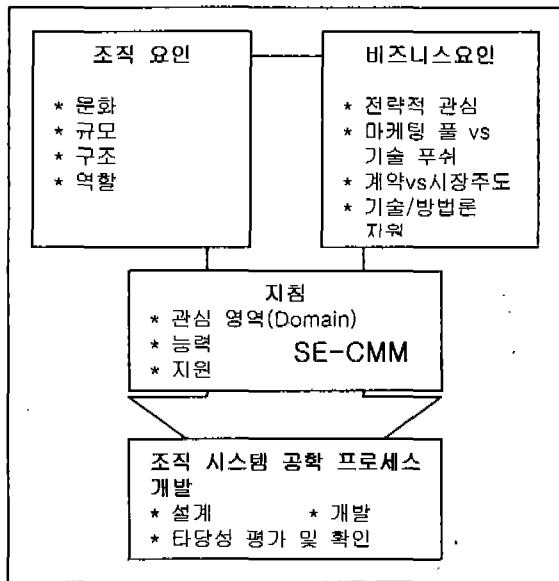 조직 요인
* 문화
* 규모
* 구조
* 역할
비즈니스요인
* 전략적 관심
* 마케팅 풀 vs
기술 푸쉬
* 계약vs시장주도
* 기술/방법론
자원
지침
* 관심 영역(Domain)
* 능력
* 지원
SE-CMM
조직 시스템 공학 프로세스
개발
* 설계 * 개발
* 타당성 평가 및 확인